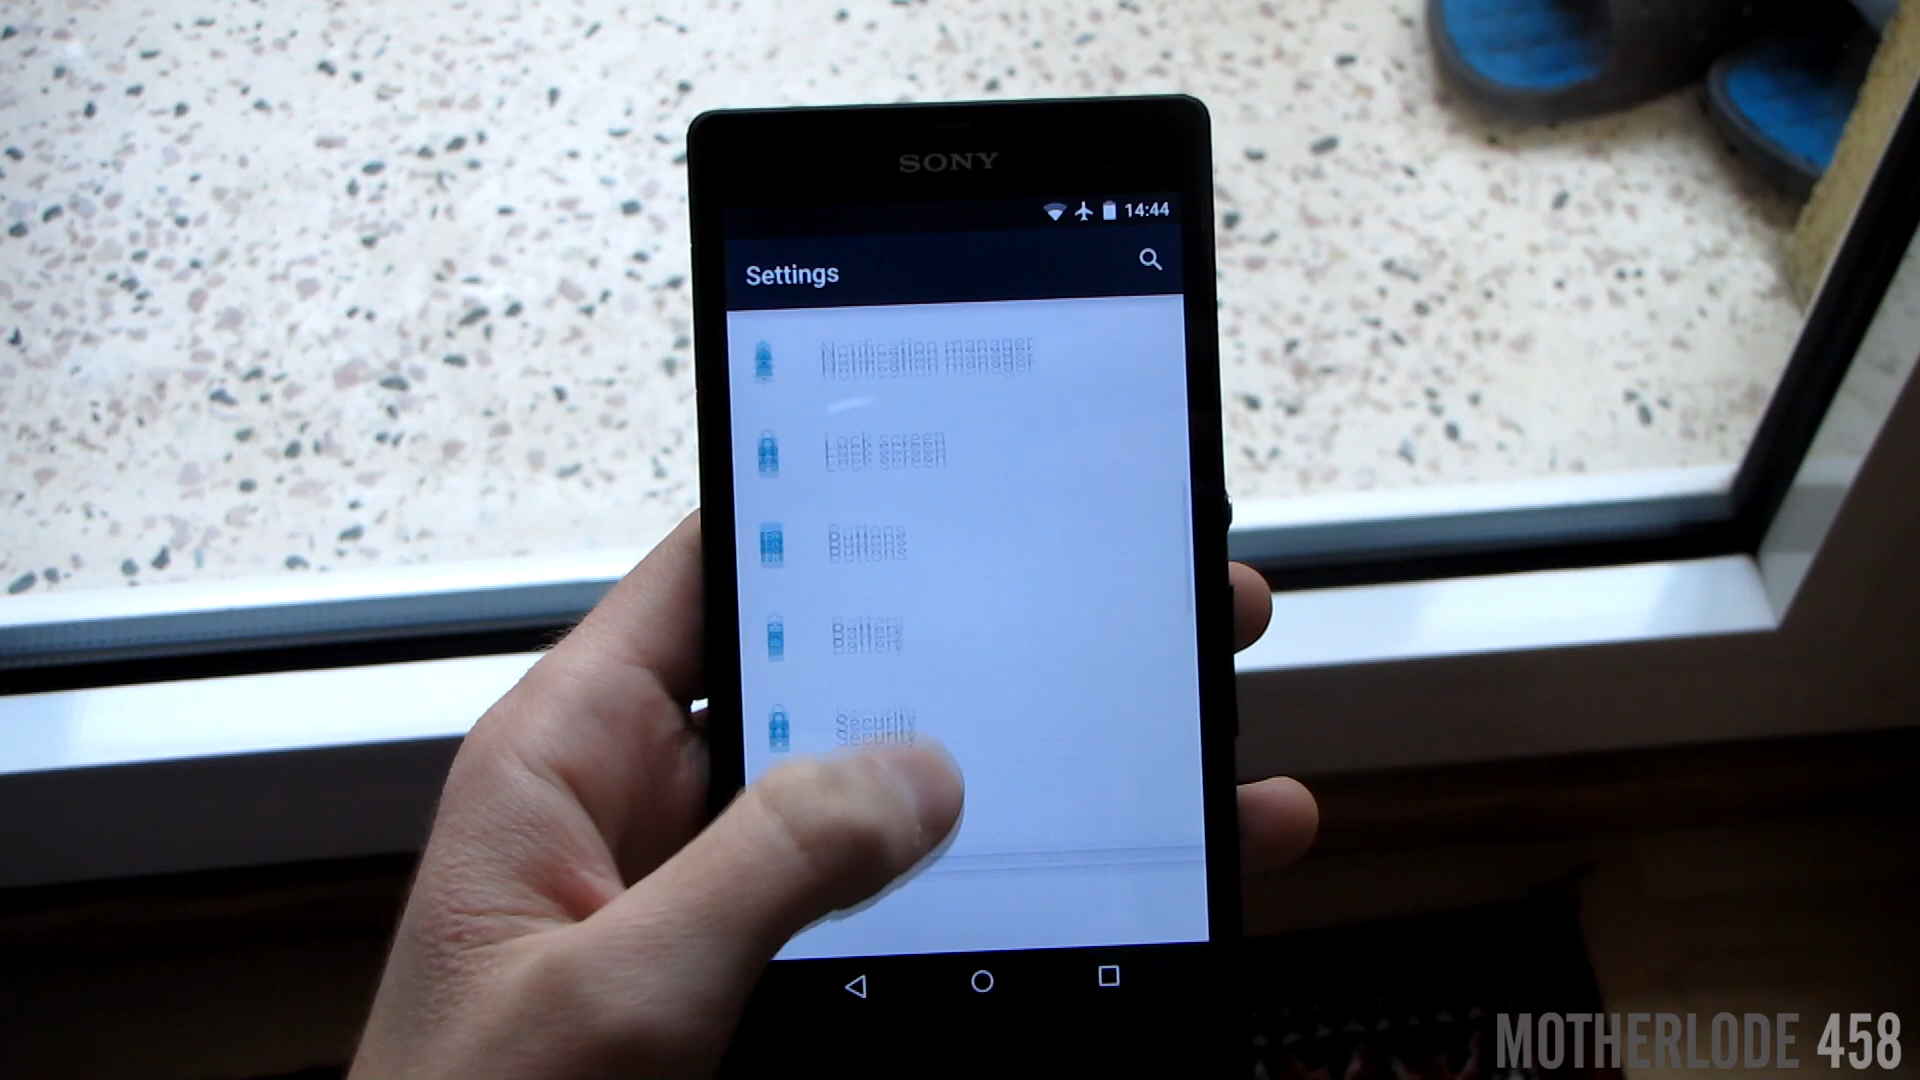 SONY
14:44
Settings
Notification manager
Lock screen
Buttons
Battery
Security
MOTHERLODE 458